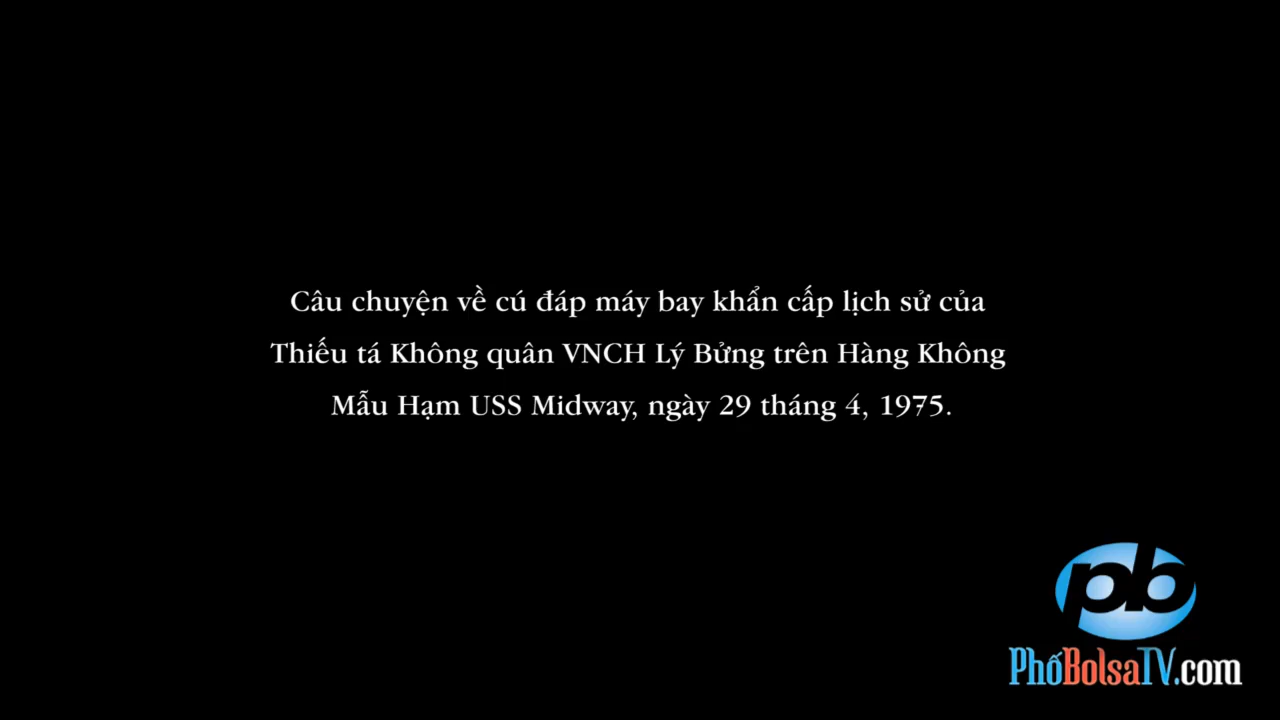 Câu chuyện về cú đáp máy bay khẩn cấp lịch sử của
Thiếu tá Không quân VNCH Lý Bửng trên Hàng Không
Mẫu Hạm USS Midway, ngày 29 tháng 4, 1975.
pb
PhốBolsaTV.com